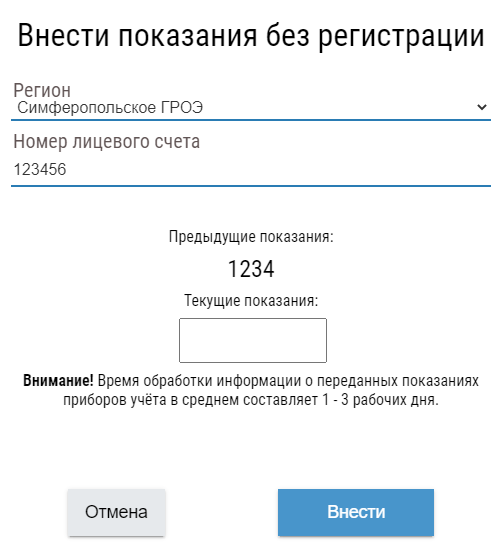 Внести показания без регистрации
Регион
Симферопольское ГРОЭ
Номер лицевого счета
123456
Предыдущие показания:
1234
Текущие показания:
Внимание! Время обработки информации о переданных показаниях
приборов учёта в среднем составляет 1 - 3 рабочих дня.
Отмена
Внести